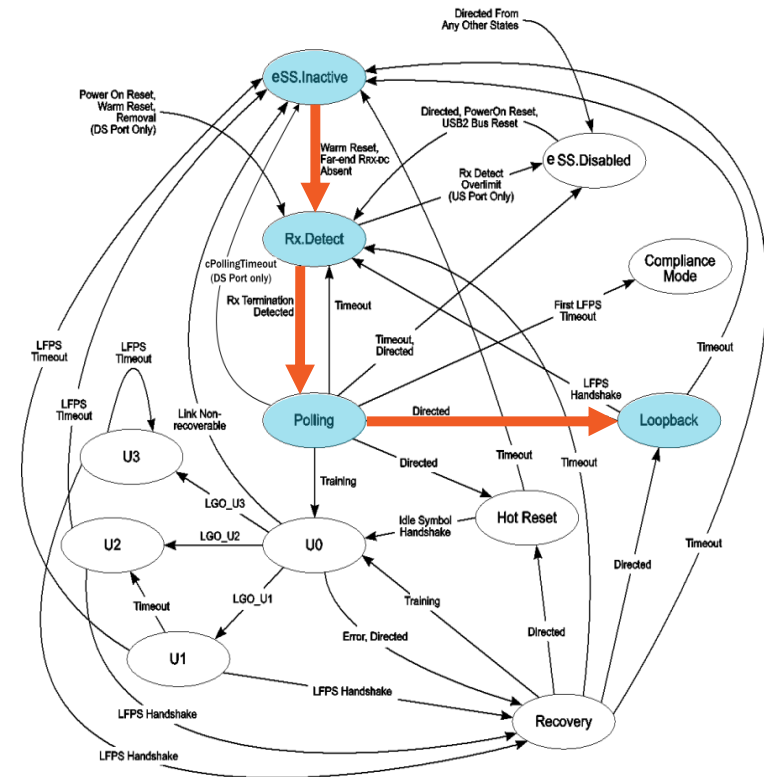 Directed From
Any Other States
eSS.Inactive
Power On Reset,
Warm Reset,
Removal
(DS Port Only)
Directed, PowerOn Reset,
USB2 Bus Reset
Warm Reset,
Far-end RRX-DC
Absent
eSS.Disabled
Rx Detect
Overlimit
(US Port Only)
Rx.Detect
cPollingTimeout
(DS Port only)
Compliance
Mode
Rx Termination
Detected
Timeout
First LFPS
Timeout
LFPS
Timeout
Timeout,
Directed
Timeout
LFPS
Timeout
LFPS
Timeout
LFPS
Handshake
Link Non-
recoverable
Polling
Directed
Loopback
U3
Directed
Timeout
Timeout
Training
LGO_U3
Idle Symbol
Handshake
Hot Reset
U2
LGO_U2
U0
Timeout
Directed
Timeout
LGO_U1
Training
Error, Directed
Directed
U1
LFPS Handshake
LFPS Handshake
Recovery
LFPS Handshake